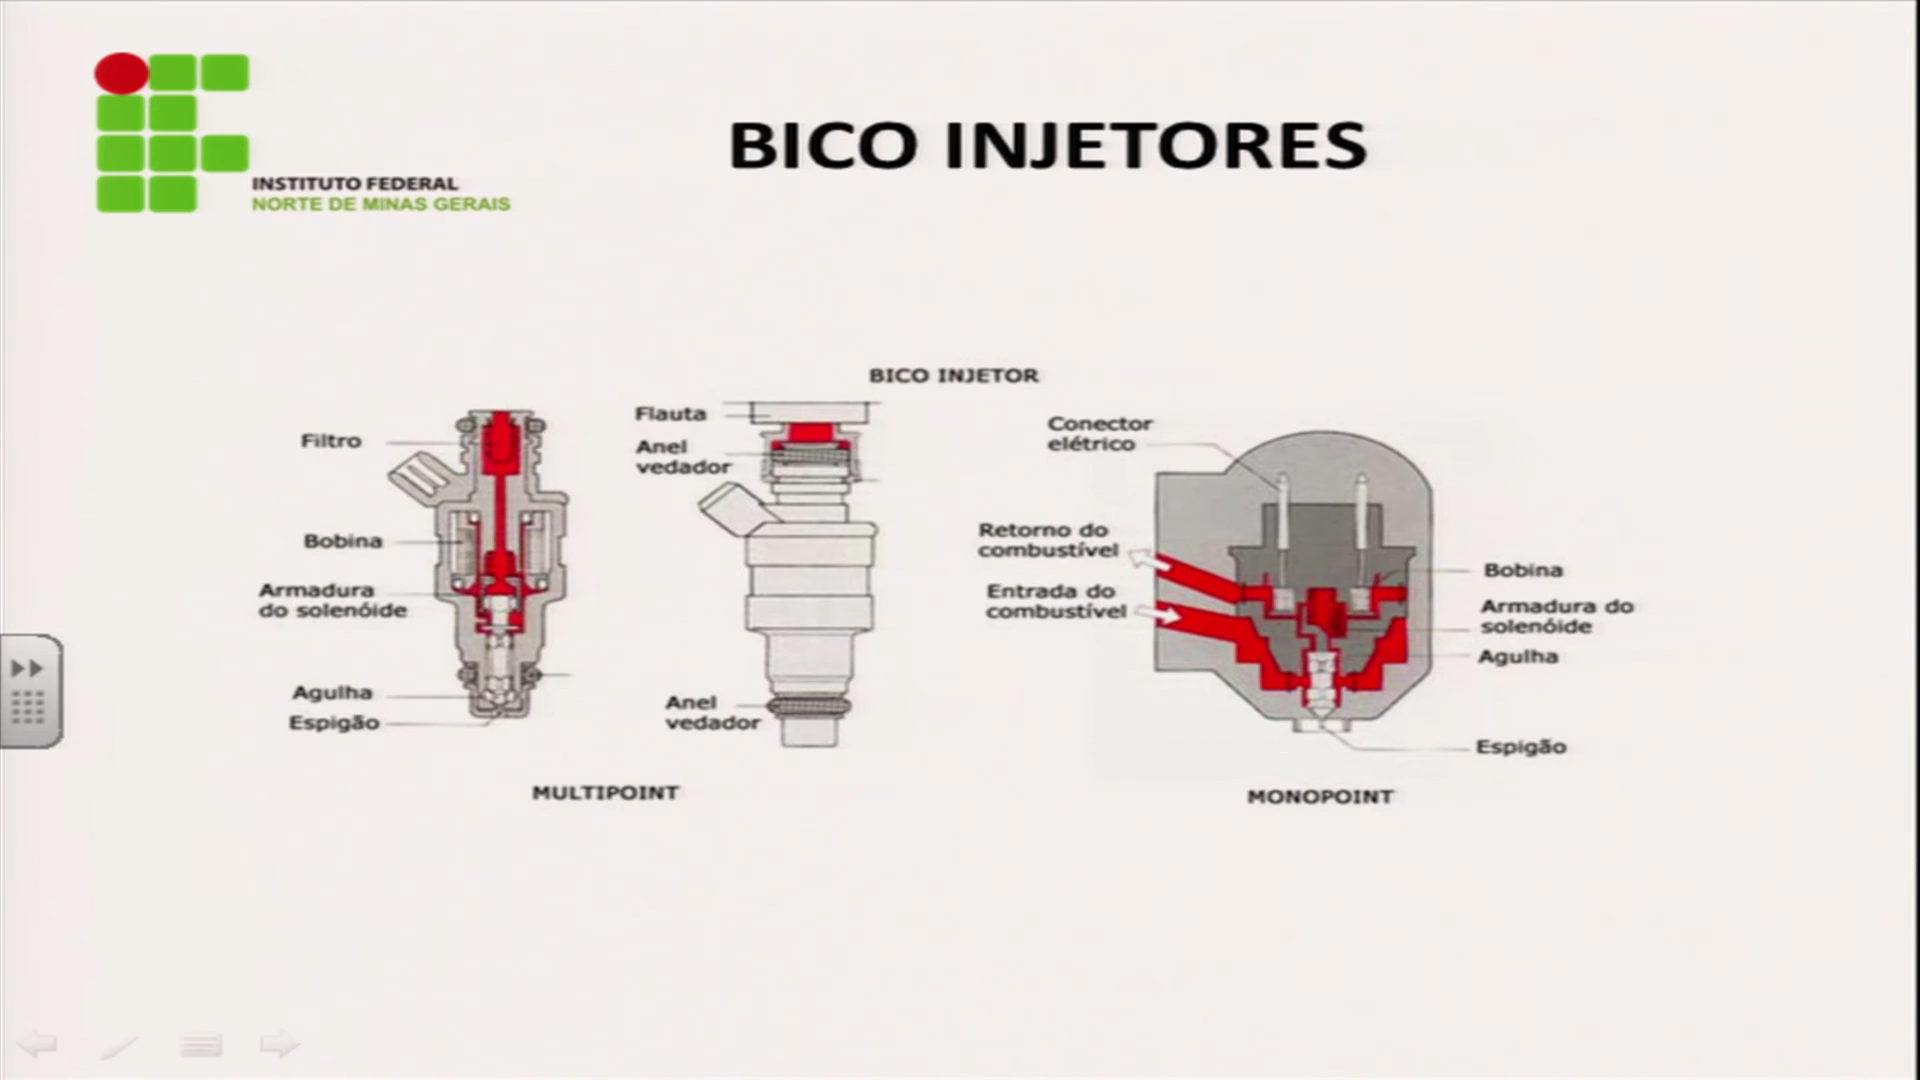 INSTITUTO FEDERAL
NORTE DE MINAS GERAIS
BICO INJETORES
BICO INJETOR
Filtro
Bobina
Armadura
do solenóide
Agulha
Espigão
Flauta
Anel
vedador
Anel
vedador
MULTIPOINT
Conector
elétrico
Retorno do
combustível
Entrada do
combustível
Bobina
Armadura do
solenóide
Agulha
Espigão
MONOPOINT